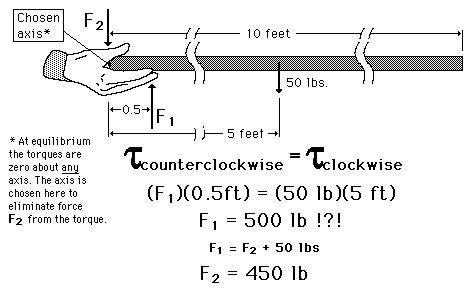 Chosen
axis*
F₂
10 feet
50 lbs.
0.5
F₁
5 feet
* At equilibrium
the torques are
zero about any
axis. The axis is
chosen here to
eliminate force
F₂ from the torque.
τcounterclockwise = τclockwise
(F₁)(0.5ft) = (50 lb)(5 ft)
F₁ = 500 lb !?!
F₁ = F₂ + 50 lbs
F₂ = 450 lb